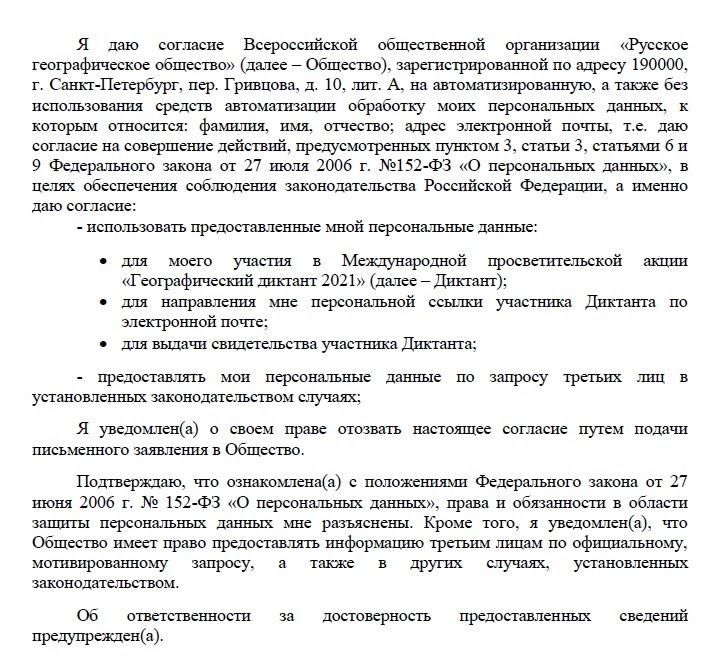 Я даю согласие Всероссийской общественной организации «Русское
географическое общество» (далее – Общество), зарегистрированной по адресу 190000,
г. Санкт-Петербург, пер. Гривцова, д. 10, лит. А, на автоматизированную, а также без
использования средств автоматизации обработку моих персональных данных, к
которым относится: фамилия, имя, отчество; адрес электронной почты, т.е. даю
согласие на совершение действий, предусмотренных пунктом 3, статьи 3, статьями 6 и
9 Федерального закона от 27 июля 2006 г. №152-ФЗ «О персональных данных», в
целях обеспечения соблюдения законодательства Российской Федерации, а именно
даю согласие:
- использовать предоставленные мной персональные данные:
• для моего участия в Международной просветительской акции
«Географический диктант 2021» (далее – Диктант);
• для направления мне персональной ссылки участника Диктанта по
электронной почте;
• для выдачи свидетельства участника Диктанта;
- предоставлять мои персональные данные по запросу третьих лиц в
установленных законодательством случаях;
Я уведомлен(а) о своем праве отозвать настоящее согласие путем подачи
письменного заявления в Общество.
Подтверждаю, что ознакомлена(а) с положениями Федерального закона от 27
июня 2006 г. № 152-ФЗ «О персональных данных», права и обязанности в области
защиты персональных данных мне разъяснены. Кроме того, я уведомлен(а), что
Общество имеет право предоставлять информацию третьим лицам по официальному,
мотивированному запросу, а также в других случаях, установленных
законодательством.
Об ответственности за достоверность предоставленных сведений
предупрежден(а).